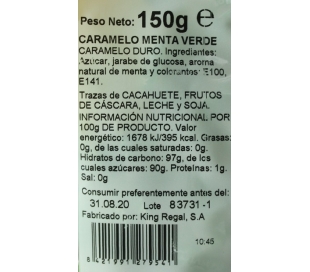 Peso Neto: 150g ℮
CARAMELO MENTA VERDE
CARAMELO DURO. Ingredientes:
Azúcar, jarabe de glucosa, aroma
natural de menta y colorantes: E100,
E141.
Trazas de CACAHUETE, FRUTOS
DE CÁSCARA, LECHE y SOJA.
INFORMACIÓN NUTRICIONAL POR
100g DE PRODUCTO. Valor
energético: 1678 kJ/395 kcal. Grasas:
0g, de las cuales saturadas: 0g.
Hidratos de carbono: 97g, de los
cuales azúcares: 90g. Proteínas: 1g.
Sal: 0g
Consumir preferentemente antes del:
31.08.20 Lote 83731-1
Fabricado por: King Regal, S.A
10:45
8 421991 279541